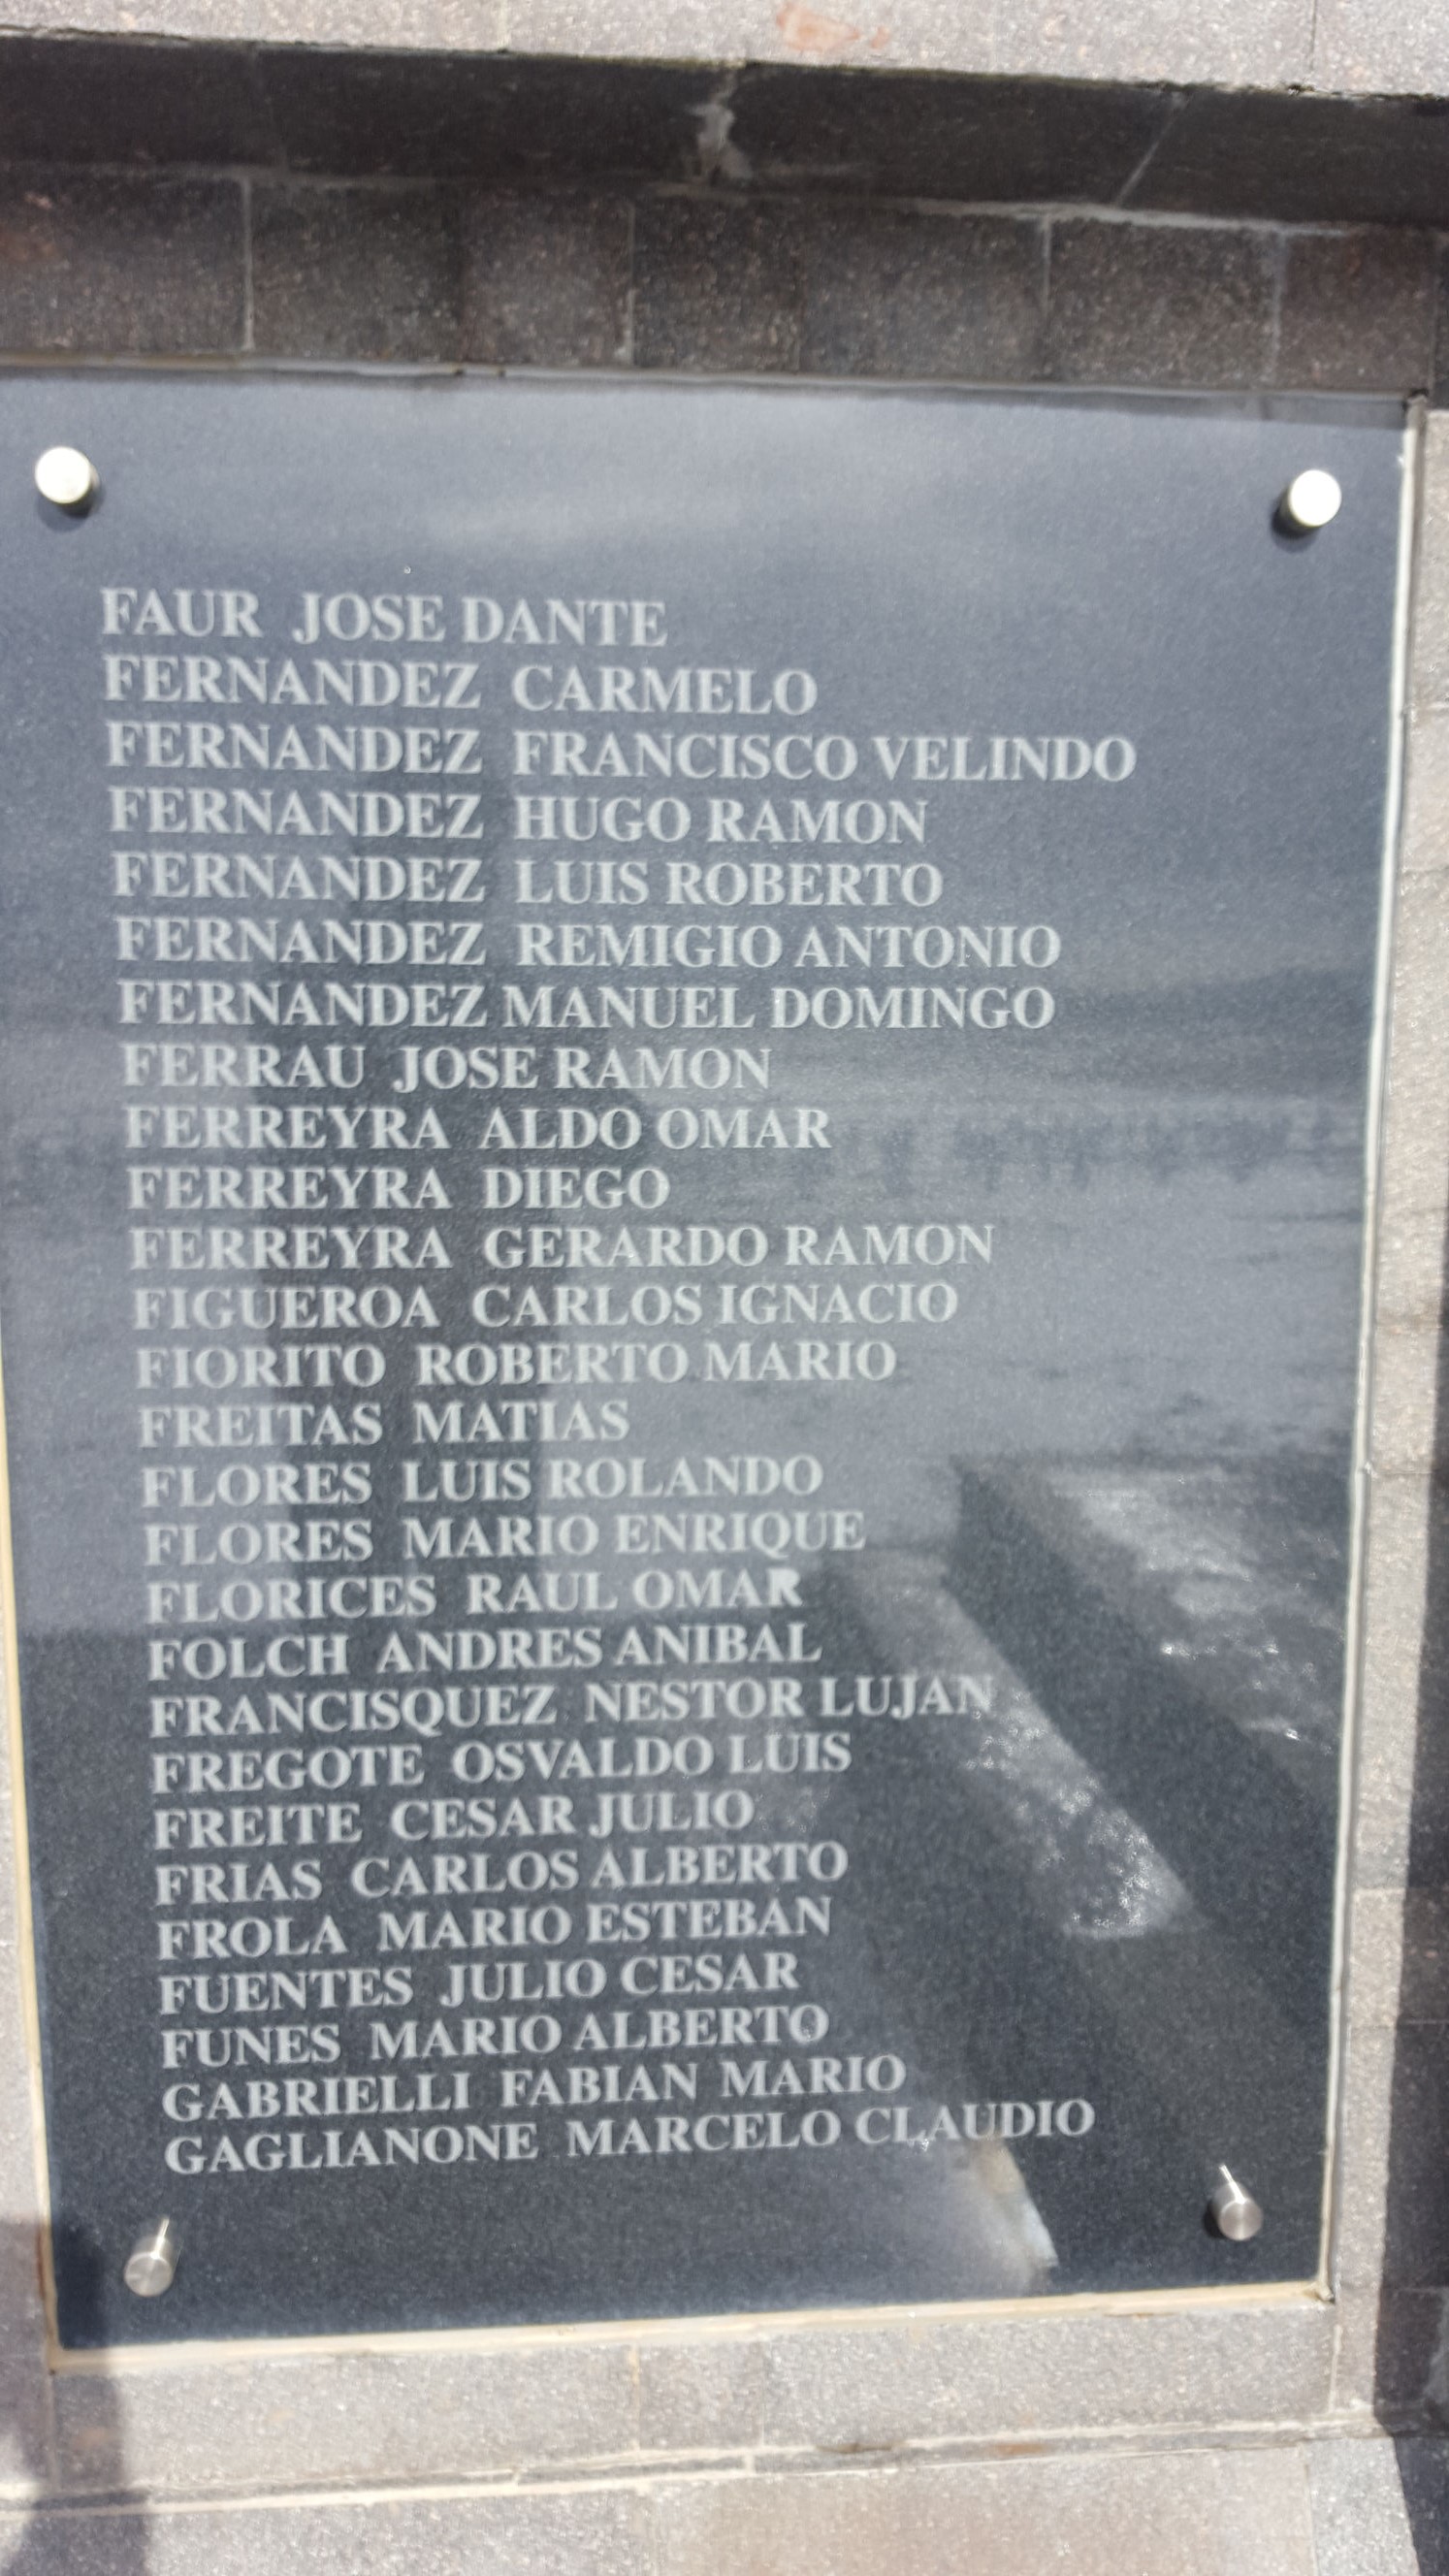 FAUR JOSE DANTE
FERNANDEZ CARMELO
FERNANDEZ FRANCISCO VELINDO
FERNANDEZ HUGO RAMON
FERNANDEZ LUIS ROBERTO
FERNANDEZ REMIGIO ANTONIO
FERNANDEZ MANUEL DOMINGO
FERRAU JOSE RAMON
FERREYRA ALDO OMAR
FERREYRA DIEGO
FERREYRA GERARDO RAMON
FIGUEROA CARLOS IGNACIO
FIORITO ROBERTO MARIO
FREITAS MATIAS
FLORES LUIS ROLANDO
FLORES MARIO ENRIQUE
FLORICES RAUL OMAR
FOLCH ANDRES ANIBAL
FRANCISQUEZ NESTOR LUJAN
FREGOTE OSVALDO LUIS
FREITE CESAR JULIO
FRIAS CARLOS ALBERTO
FROLA MARIO ESTEBAN
FUENTES JULIO CESAR
FUNES MARIO ALBERTO
GABRIELLI FABIAN MARIO
GAGLIANONE MARCELO CLAUDIO